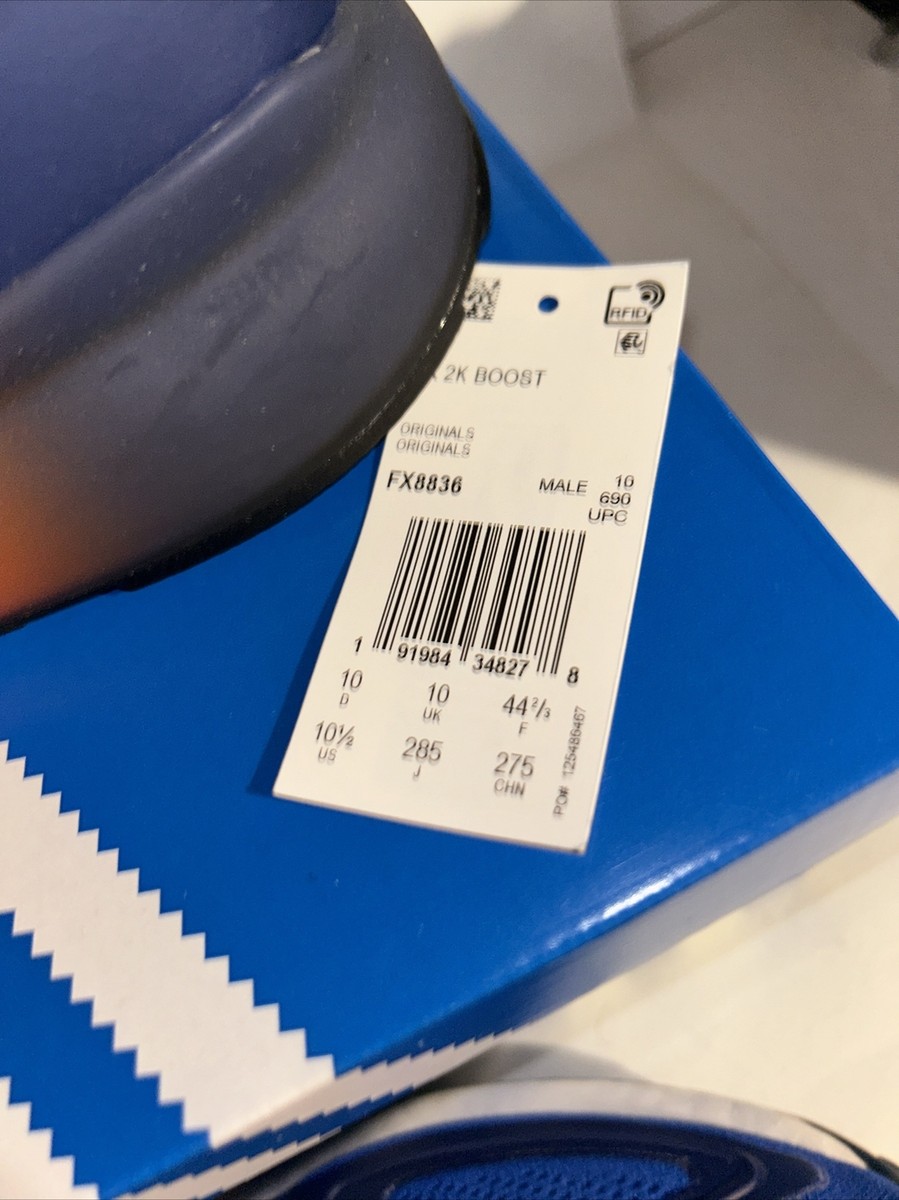 RFID
2K BOOST
ORIGINALS
ORIGINALS
FX8836 MALE 10
690
UPC
1 91984 34827 8
10 10 44 2/3
D UK F
10½ 285 275
US J CHN
PO# 125486467